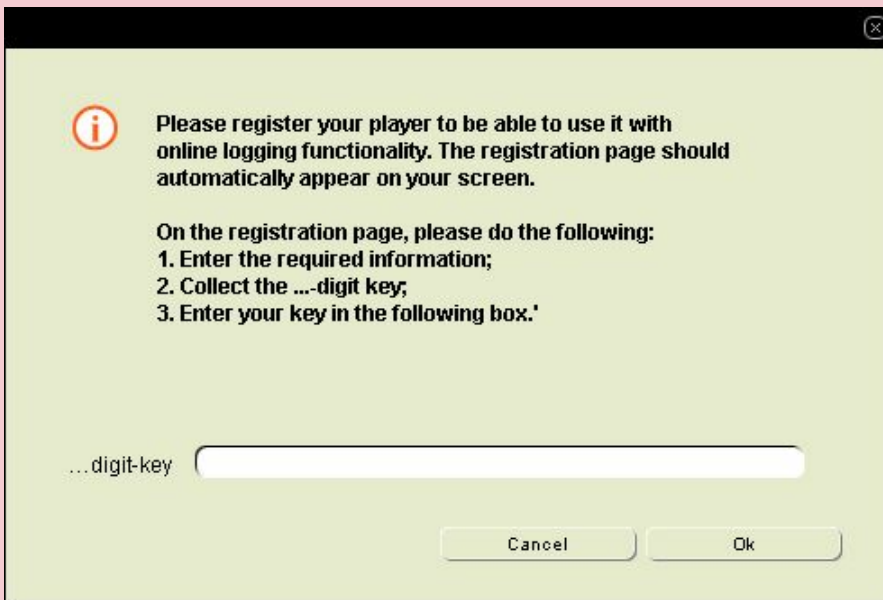 Please register your player to be able to use it with
online logging functionality. The registration page should
automatically appear on your screen.
On the registration page, please do the following:
1. Enter the required information;
2. Collect the ...-digit key;
3. Enter your key in the following box.'
...digit-key
Cancel Ok